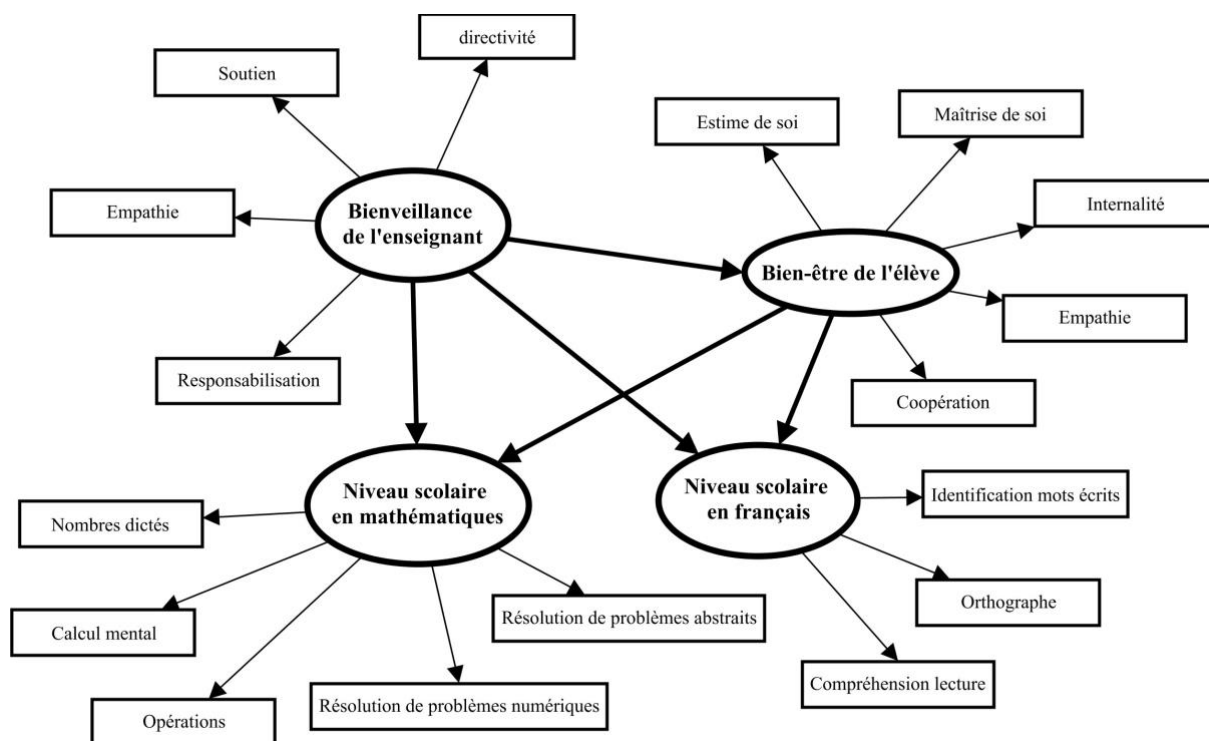 directivité
Soutien
Estime de soi
Maîtrise de soi
Empathie
Bienveillance
de l'enseignant
Internalité
Bien-être de l'élève
Empathie
Responsabilisation
Coopération
Niveau scolaire
en mathématiques
Niveau scolaire
en français
Identification mots écrits
Nombres dictés
Orthographe
Calcul mental
Résolution de problèmes abstraits
Compréhension lecture
Résolution de problèmes numériques
Opérations